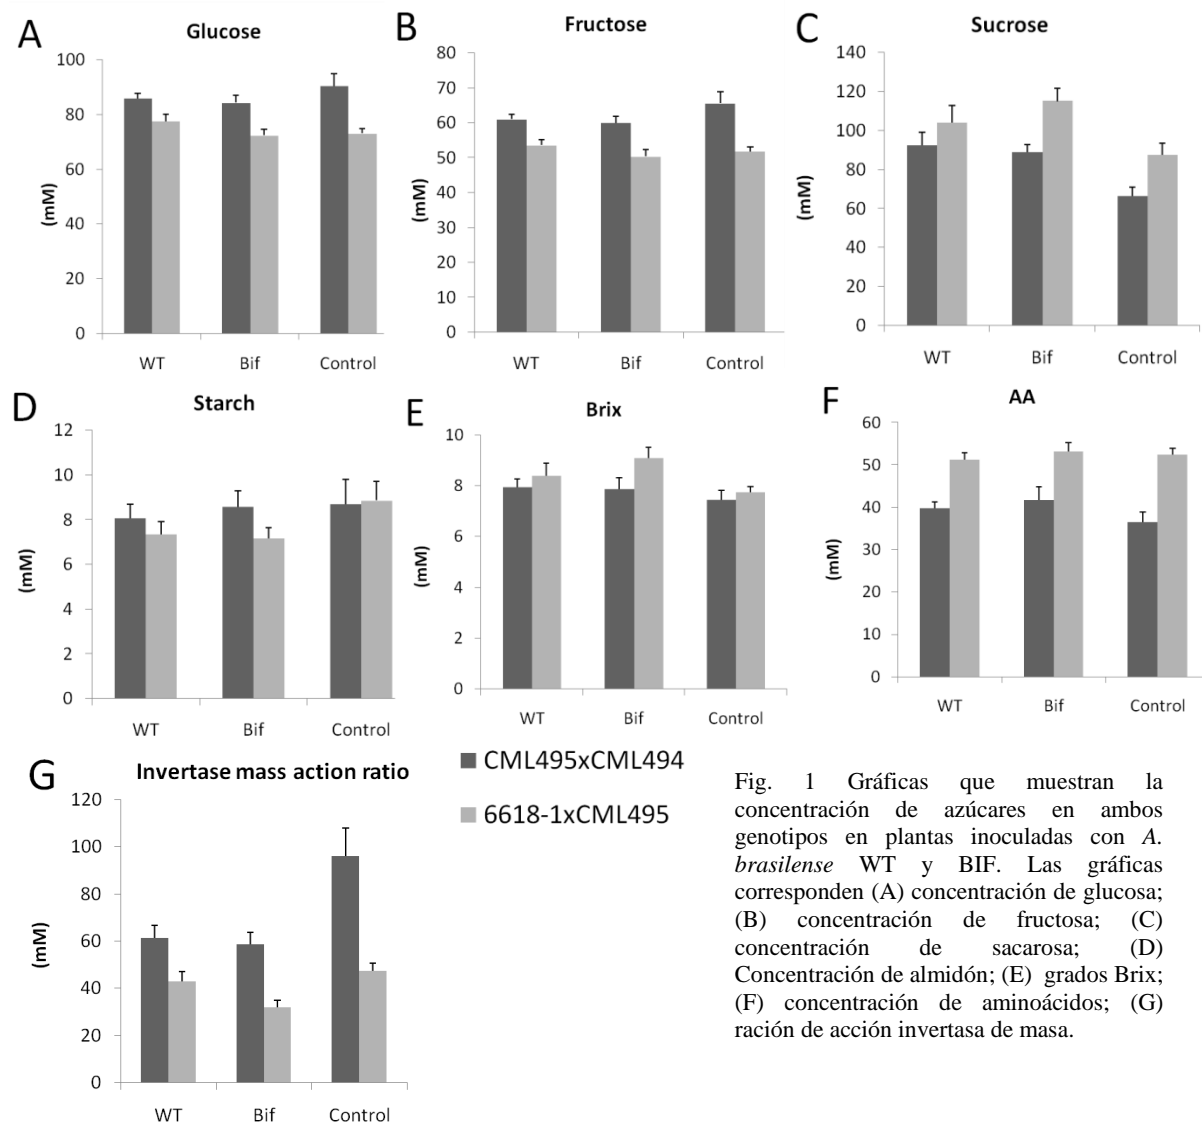 A
Glucose
100
80
60
40
20
0
(mM)
WT Bif Control
B
Fructose
80
70
60
50
40
30
20
10
0
(mM)
WT Bif Control
C
Sucrose
140
120
100
80
60
40
20
0
(mM)
WT Bif Control
D
Starch
12
10
8
6
4
2
0
(mM)
WT Bif Control
E
Brix
10
8
6
4
2
0
(mM)
WT Bif Control
F
AA
60
50
40
30
20
10
0
(mM)
WT Bif Control
G
Invertase mass action ratio
120
100
80
60
40
20
0
(mM)
WT Bif Control
CML495xCML494
6618-1xCML495
Fig. 1 Gráficas que muestran la
concentración de azúcares en ambos
genotipos en plantas inoculadas con A.
brasilense WT y BIF. Las gráficas
corresponden (A) concentración de glucosa;
(B) concentración de fructosa; (C)
concentración de sacarosa; (D)
Concentración de almidón; (E) grados Brix;
(F) concentración de aminoácidos; (G)
ración de acción invertasa de masa.